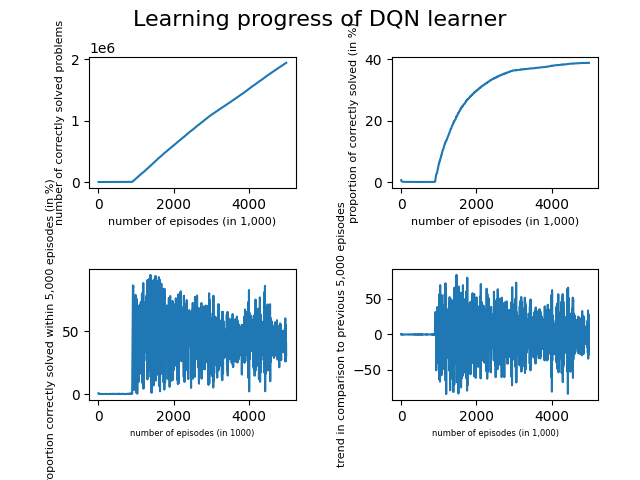 Learning progress of DQN learner
number of correctly solved problems
1e6
2
1
0
0
2000
4000
number of episodes (in 1,000)
proportion of correctly solved (in %)
40
20
0
0
2000
4000
number of episodes (in 1,000)
correctly solved within 5,000 episodes (in %)
50
0
0
2000
4000
number of episodes (in 1000)
trend in comparison to previous 5,000 episodes
50
0
−50
0
2000
4000
number of episodes (in 1,000)